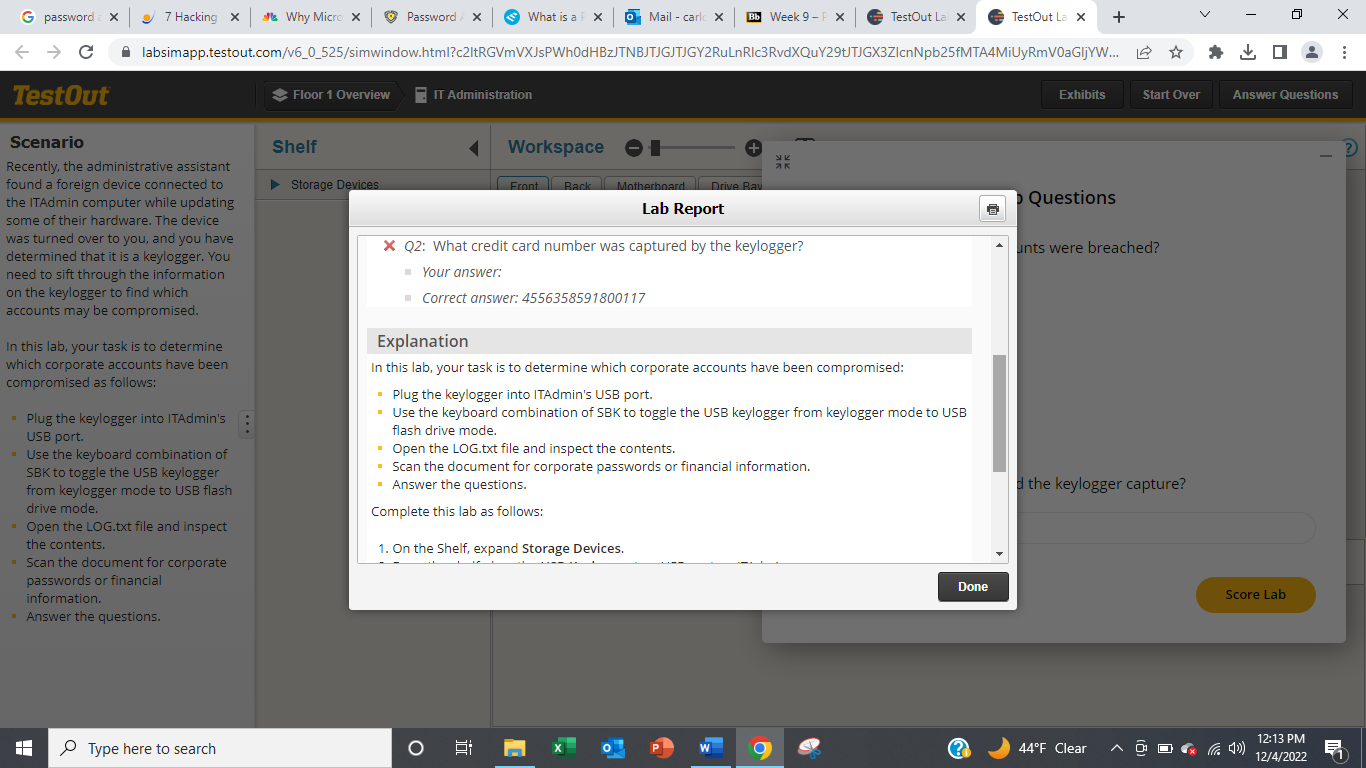 password a
7 Hacking
Why Micro
Password A
What is a P
Mail - carlo
Week 9 – P
TestOut La
TestOut La
labsimapp.testout.com/v6_0_525/simwindow.html?
TestOut
Floor 1 Overview
IT Administration
Exhibits
Start Over
Answer Questions
Scenario
Recently, the administrative assistant
found a foreign device connected to
the ITAdmin computer while updating
some of their hardware. The device
was turned over to you, and you have
determined that it is a keylogger. You
need to sift through the information
on the keylogger to find which
accounts may be compromised.
In this lab, your task is to determine
which corporate accounts have been
compromised as follows:
Plug the keylogger into ITAdmin's
USB port.
Use the keyboard combination of
SBK to toggle the USB keylogger
from keylogger mode to USB flash
drive mode.
Open the LOG.txt file and inspect
the contents.
Scan the document for corporate
passwords or financial
information.
Answer the questions.
Shelf
Storage Devices
Workspace
Front
Back
Motherboard
Drive Bay
o Questions
unts were breached?
d the keylogger capture?
Score Lab
Lab Report
Q2: What credit card number was captured by the keylogger?
Your answer:
Correct answer: 4556358591800117
Explanation
In this lab, your task is to determine which corporate accounts have been compromised:
Plug the keylogger into ITAdmin's USB port.
Use the keyboard combination of SBK to toggle the USB keylogger from keylogger mode to USB
flash drive mode.
Open the LOG.txt file and inspect the contents.
Scan the document for corporate passwords or financial information.
Answer the questions.
Complete this lab as follows:
1. On the Shelf, expand Storage Devices.
Done
Type here to search
44°F Clear
12:13 PM
12/4/2022
1